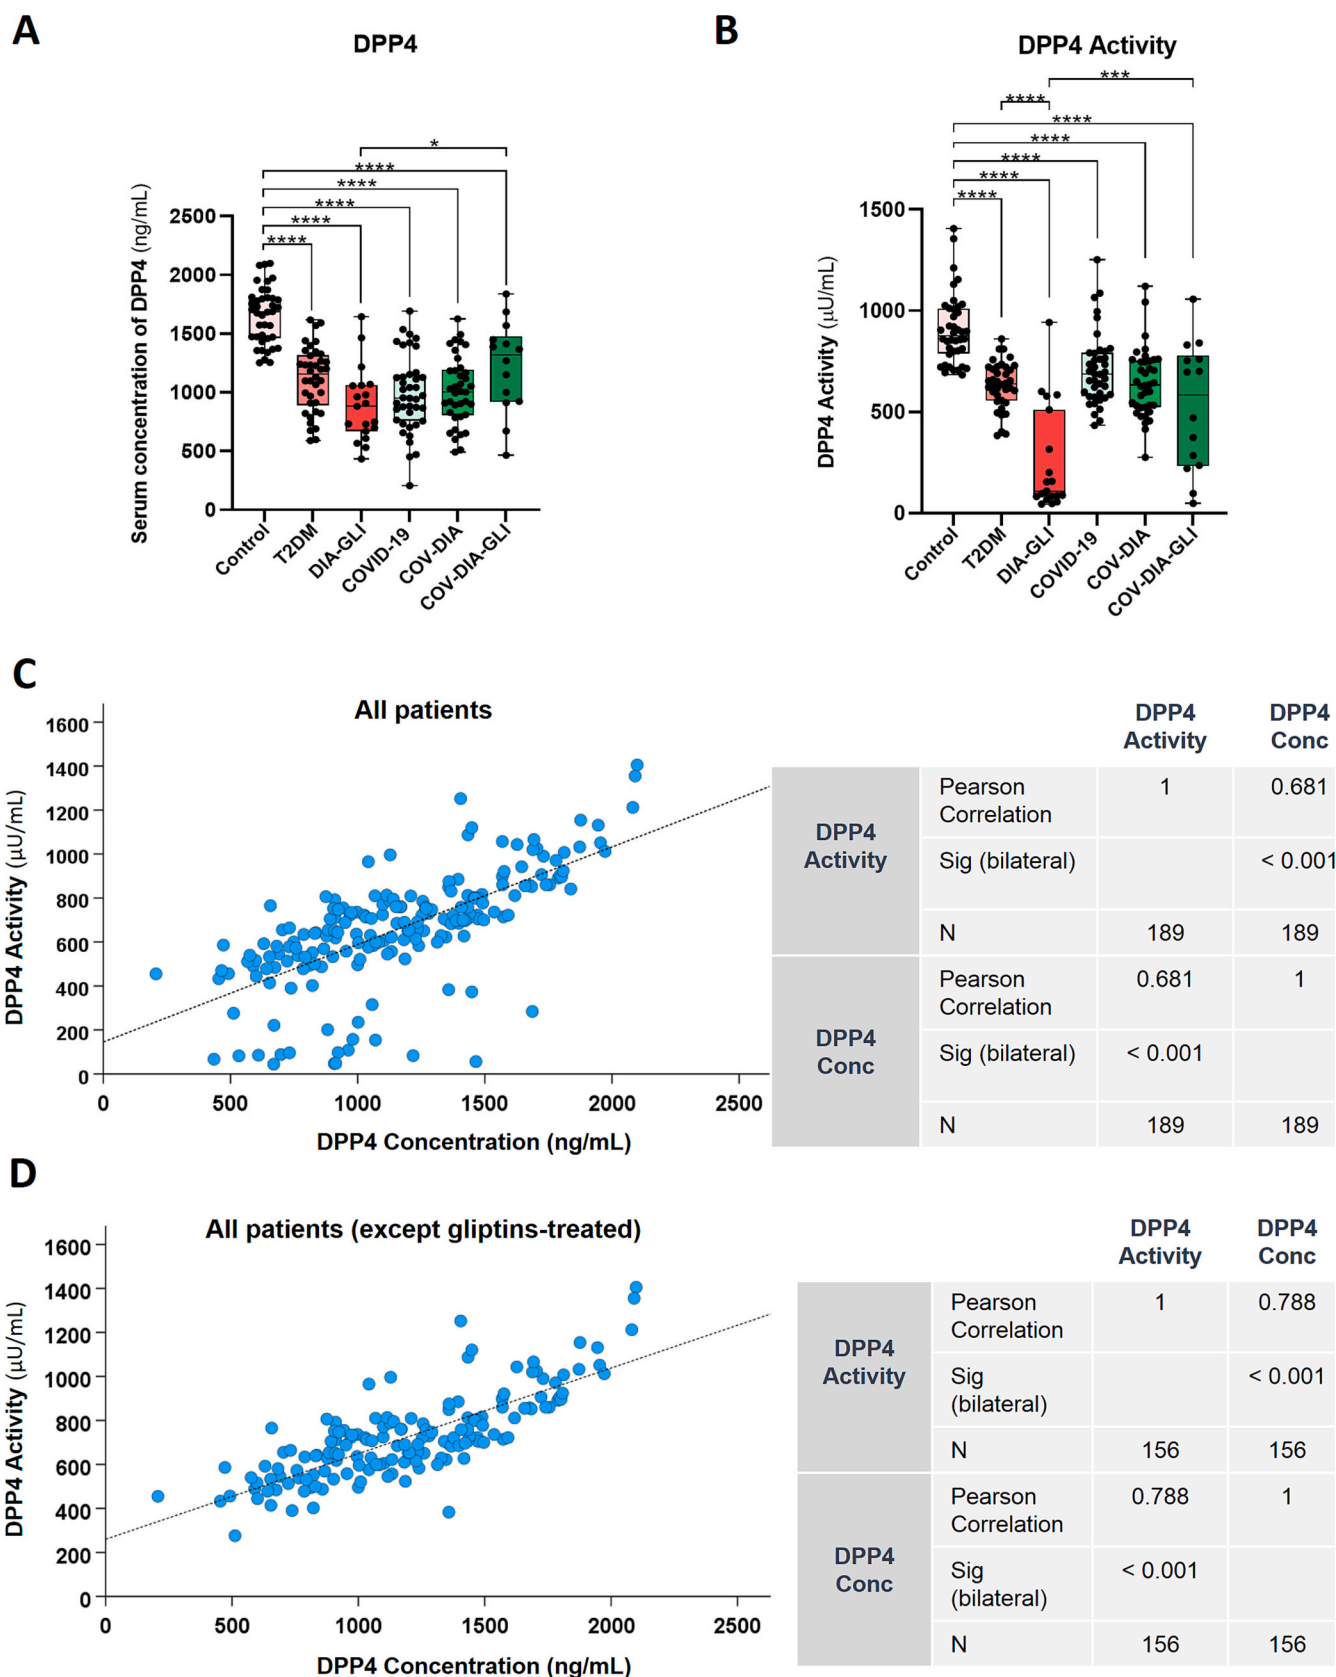 A
DPP4
Serum concentration of DPP4 (ng/mL)
*
****
****
****
****
****
2500
2000
1500
1000
500
0
Control
T2DM
DIA-GLI
COVID-19
COV-DIA
COV-DIA-GLI
B
DPP4 Activity
DPP4 Activity (μU/mL)
***
****
****
****
****
****
****
1500
1000
500
0
Control
T2DM
DIA-GLI
COVID-19
COV-DIA
COV-DIA-GLI
C
All patients
DPP4 Activity (μU/mL)
1600
1400
1200
1000
800
600
400
200
0
0 500 1000 1500 2000 2500
DPP4 Concentration (ng/mL)
DPP4 DPP4
Activity Conc
DPP4
Activity
Pearson 1 0.681
Correlation
Sig (bilateral) < 0.001
N 189 189
DPP4
Conc
Pearson 0.681 1
Correlation
Sig (bilateral) < 0.001
N 189 189
D
All patients (except gliptins-treated)
DPP4 Activity (μU/mL)
1600
1400
1200
1000
800
600
400
200
0
0 500 1000 1500 2000 2500
DPP4 Concentration (ng/mL)
DPP4 DPP4
Activity Conc
DPP4
Activity
Pearson 1 0.788
Correlation
Sig < 0.001
(bilateral)
N 156 156
DPP4
Conc
Pearson 0.788 1
Correlation
Sig < 0.001
(bilateral)
N 156 156